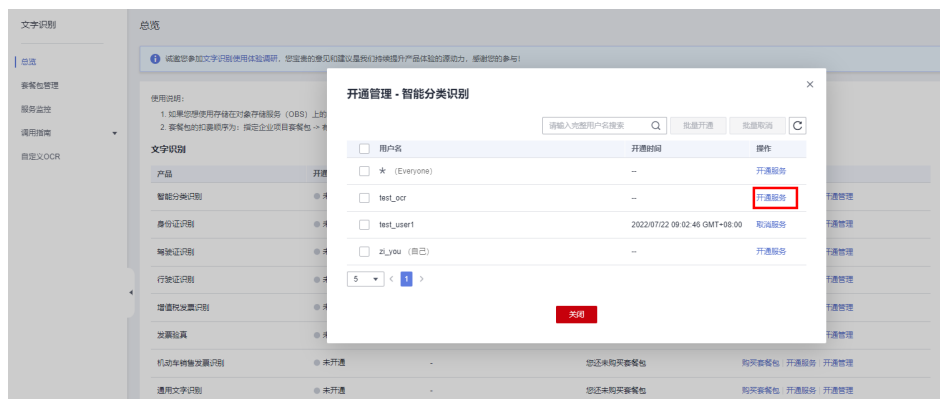 文字识别
总览
总览
套餐包管理
服务监控
调用指南
自定义OCR
诚邀您参加文字识别使用体验调研，您宝贵的意见和建议是我们持续提升产品体验的源动力，感谢您的参与！
使用说明：
1. 如果您想使用存储在对象存储服务（OBS）上的
2. 套餐包的扣费顺序为：指定企业项目套餐包 ->
文字识别
产品 开通
智能分类识别 开通管理
身份证识别 开通管理
驾驶证识别 开通管理
行驶证识别 开通管理
增值税发票识别 开通管理
发票验真 开通管理
机动车销售发票识别 未开通 - 您还未购买套餐包 购买套餐包 开通服务 开通管理
通用文字识别 未开通 - 您还未购买套餐包 购买套餐包 开通服务 开通管理
开通管理 - 智能分类识别
请输入完整用户名搜索 批量开通 批量取消
用户名 开通时间 操作
* (Everyone) -- 开通服务
test_ocr -- 开通服务
test_user1 2022/07/22 09:02:46 GMT+08:00 取消服务
zi_you （自己） -- 开通服务
5 < 1 >
关闭